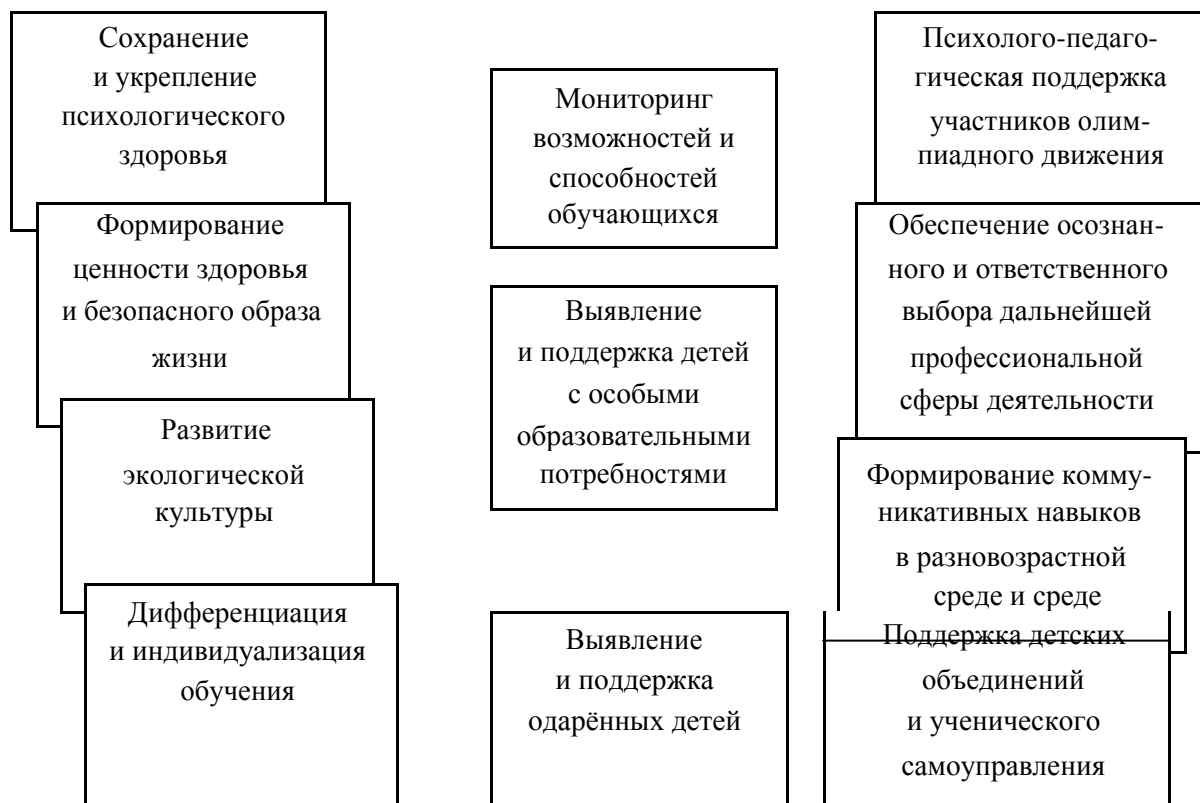 Сохранение
и укрепление
психологического
здоровья
Формирование
ценности здоровья
и безопасного образа
жизни
Развитие
экологической
культуры
Дифференциация
и индивидуализация
обучения
Мониторинг
возможностей и
способностей
обучающихся
Выявление
и поддержка детей
с особыми
образовательными
потребностями
Выявление
и поддержка
одарённых детей
Психолого-педаго-
гическая поддержка
участников олим-
пиадного движения
Обеспечение осознан-
ного и ответственного
выбора дальнейшей
профессиональной
сферы деятельности
Формирование комму-
никативных навыков
в разновозрастной
среде и среде
Поддержка детских
объединений
и ученического
самоуправления